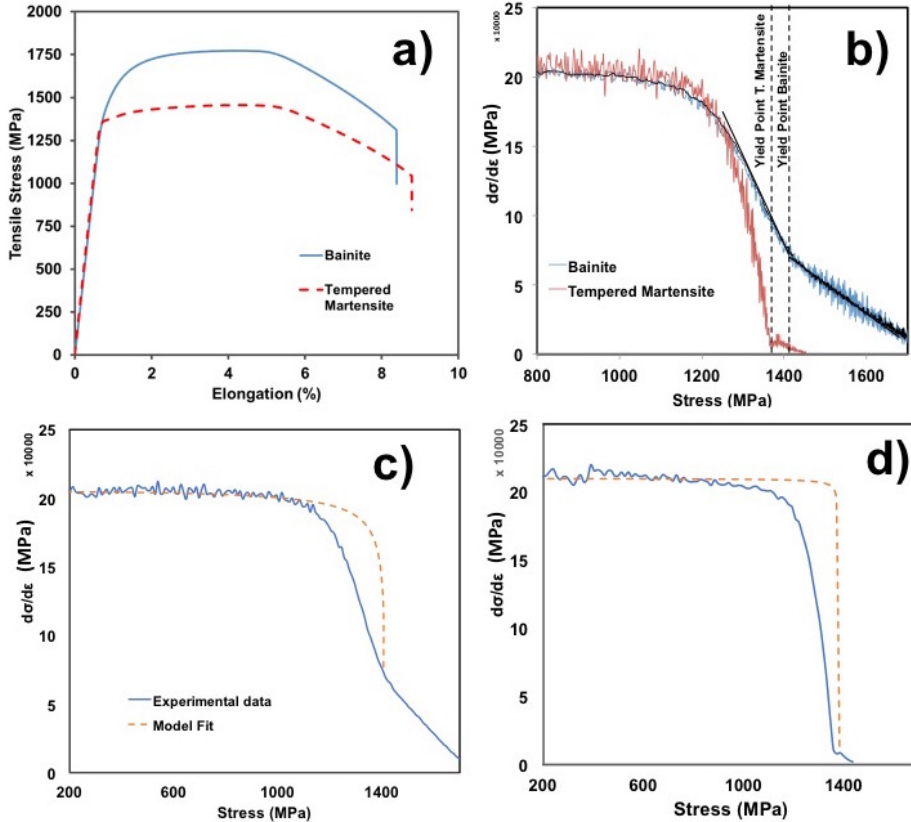 a)
Tensile Stress (MPa)
2000
1750
1500
1250
1000
750
500
250
0
0 2 4 6 8 10
Elongation (%)
Bainite
Tempered
Martensite
b)
x 10000
dσ/dε (MPa)
25
20
15
10
5
0
800 1000 1200 1400 1600
Stress (MPa)
Yield Point T. Martensite
Yield Point Bainite
Bainite
Tempered Martensite
c)
x 10000
dσ/dε (MPa)
25
20
15
10
5
0
200 600 1000 1400
Stress (MPa)
Experimental data
Model Fit
d)
x 10000
dσ/dε (MPa)
25
20
15
10
5
0
200 600 1000 1400
Stress (MPa)